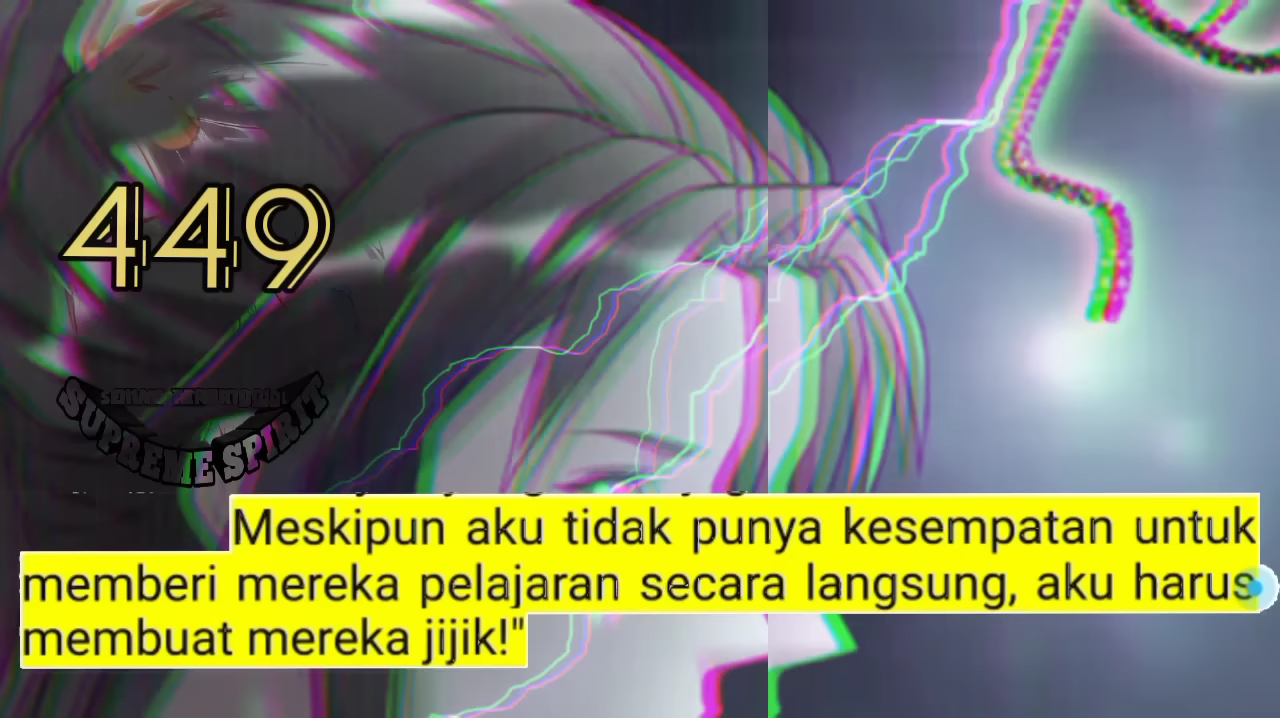 449
SUPREME SPIRIT
Meskipun aku tidak punya kesempatan untuk
memberi mereka pelajaran secara langsung, aku harus
membuat mereka jijik!"